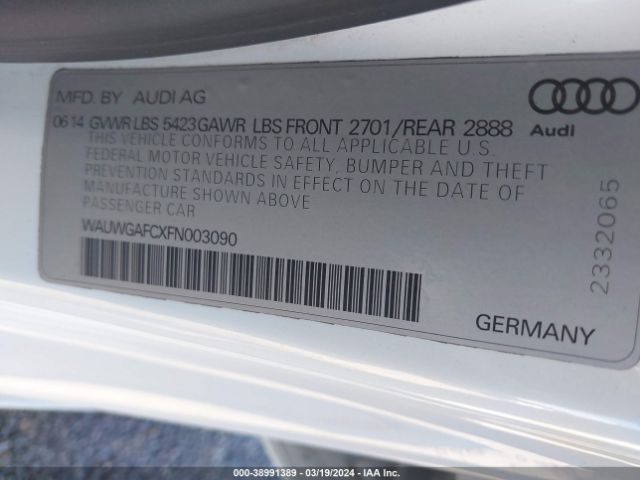 MFD. BY AUDI AG
06 14 GVWR LBS 5423 GAWR LBS FRONT 2701/REAR 2888
THIS VEHICLE CONFORMS TO ALL APPLICABLE U.S.
FEDERAL MOTOR VEHICLE SAFETY, BUMPER AND THEFT
PREVENTION STANDARDS IN EFFECT ON THE DATE OF
MANUFACTURE SHOWN ABOVE
PASSENGER CAR
WAUWGAFCXFN003090
Audi
2332065
GERMANY
000-38991389 | 03/19/2024 | IAA Inc.